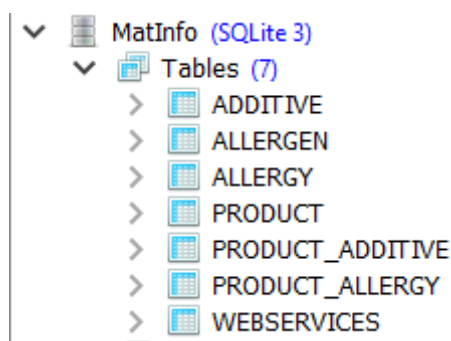 MatInfo (SQLite 3)
Tables (7)
ADDITIVE
ALLERGEN
ALLERGY
PRODUCT
PRODUCT_ADDITIVE
PRODUCT_ALLERGY
WEBSERVICES